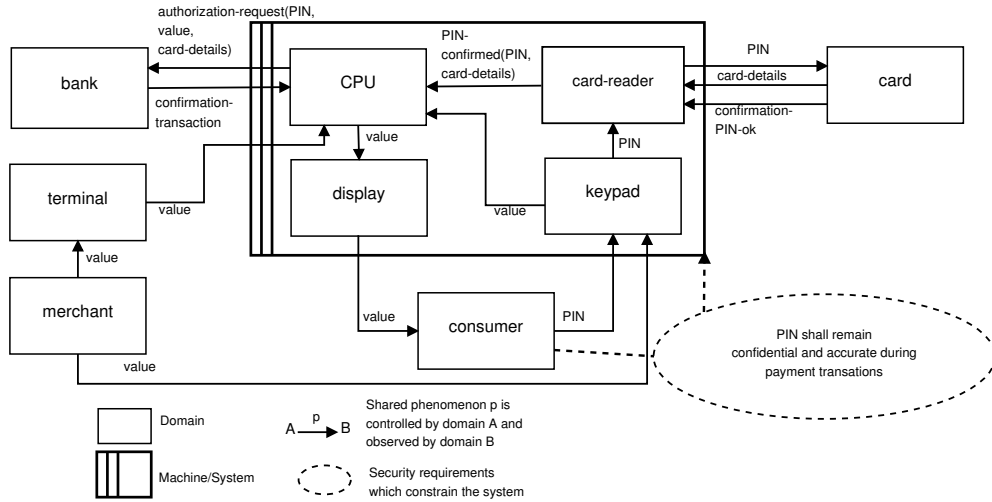 authorization-request(PIN,
value,
card-details)
bank
confirmation-
transaction
CPU
PIN-
confirmed(PIN,
card-details)
card-reader
PIN
card-details
confirmation-
PIN-ok
card
value
PIN
terminal
value
display
value
keypad
value
merchant
value
value
consumer
PIN
PIN shall remain
confidential and accurate during
payment transations
Domain
A
p
B
Shared phenomenon p is
controlled by domain A and
observed by domain B
Machine/System
Security requirements
which constrain the system